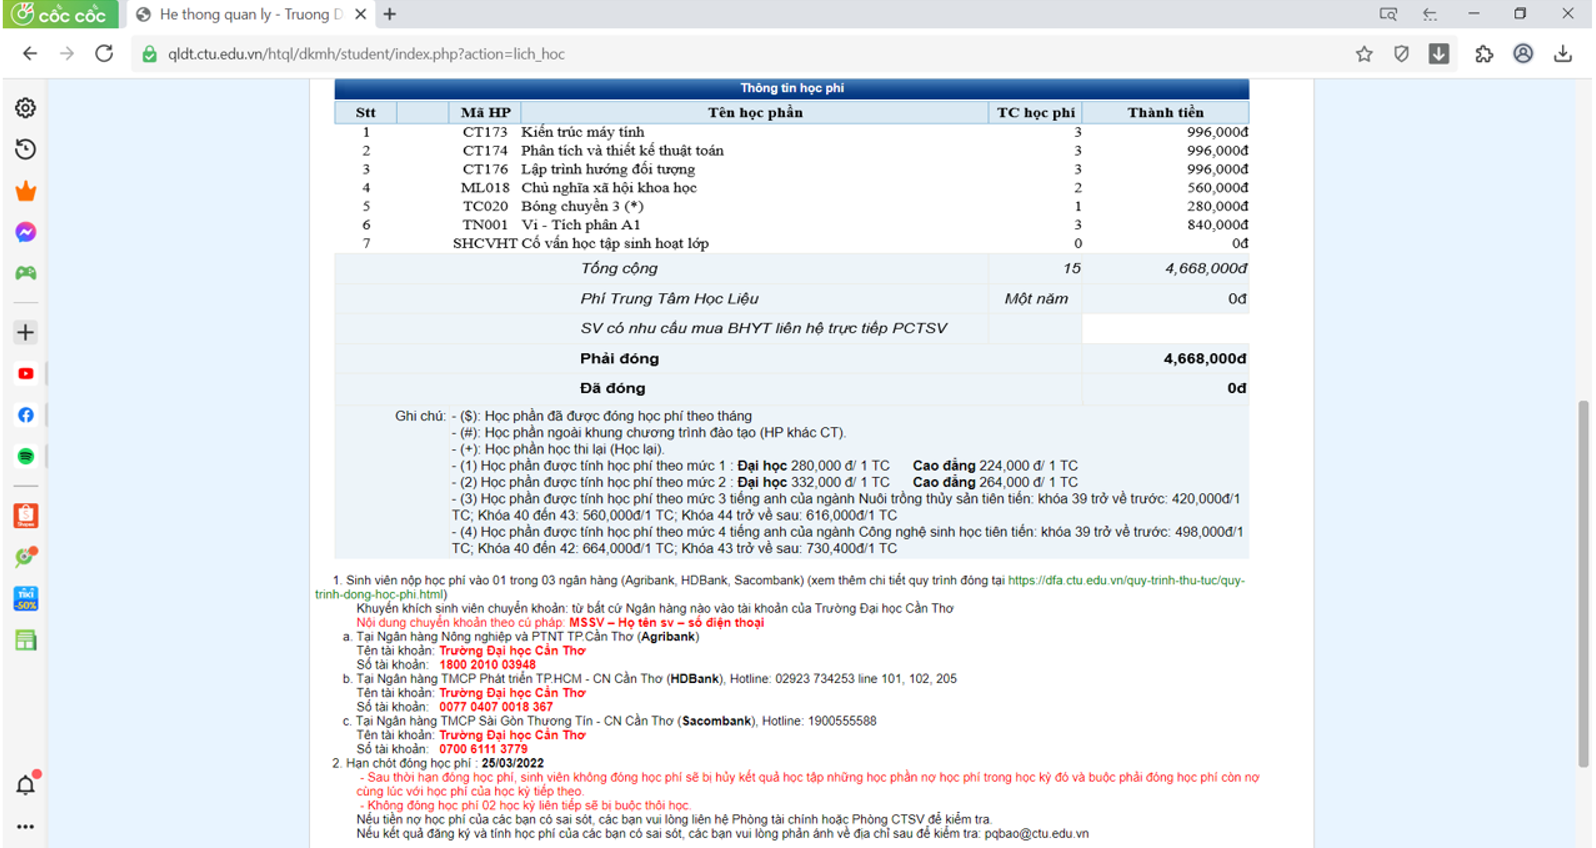 cốc cốc
He thong quan ly - Truong D
qldt.ctu.edu.vn/htql/dkmh/student/index.php?action=lich_hoc
Thông tin học phí
Stt Mã HP Tên học phần TC học phí Thành tiền
1 CT173 Kiến trúc máy tính 3 996,000đ
2 CT174 Phân tích và thiết kế thuật toán 3 996,000đ
3 CT176 Lập trình hướng đối tượng 3 996,000đ
4 ML018 Chủ nghĩa xã hội khoa học 2 560,000đ
5 TC020 Bóng chuyền 3 (*) 1 280,000đ
6 TN001 Vi - Tích phân A1 3 840,000đ
7 SHCVHT Cố vấn học tập sinh hoạt lớp 0 0đ
Tổng cộng 15 4,668,000đ
Phí Trung Tâm Học Liệu Một năm 0đ
SV có nhu cầu mua BHYT liên hệ trực tiếp PCTSV
Phải đóng 4,668,000đ
Đã đóng 0đ
Ghi chú: - ($): Học phần đã được đóng học phí theo tháng
- (#): Học phần ngoài khung chương trình đào tạo (HP khác CT).
- (+): Học phần học thi lại (Học lại).
- (1) Học phần được tính học phí theo mức 1 : Đại học 280,000 đ/ 1 TC Cao đẳng 224,000 đ/ 1 TC
- (2) Học phần được tính học phí theo mức 2 : Đại học 332,000 đ/ 1 TC Cao đẳng 264,000 đ/ 1 TC
- (3) Học phần được tính học phí theo mức 3 tiếng anh của ngành Nuôi trồng thủy sản tiên tiến: khóa 39 trở về trước: 420,000đ/1
TC; Khóa 40 đến 43: 560,000đ/1 TC; Khóa 44 trở về sau: 616,000đ/1 TC
- (4) Học phần được tính học phí theo mức 4 tiếng anh của ngành Công nghệ sinh học tiên tiến: khóa 39 trở về trước: 498,000đ/1
TC; Khóa 40 đến 42: 664,000đ/1 TC; Khóa 43 trở về sau: 730,400đ/1 TC
1. Sinh viên nộp học phí vào 01 trong 03 ngân hàng (Agribank, HDBank, Sacombank) (xem thêm chi tiết quy trình đóng tại https://dfa.ctu.edu.vn/quy-trinh-thu-tuc/quy-
trinh-dong-hoc-phi.html)
Khuyến khích sinh viên chuyển khoản: từ bất cứ Ngân hàng nào vào tài khoản của Trường Đại học Cần Thơ
Nội dung chuyển khoản theo cú pháp: MSSV – Họ tên sv – số điện thoại
a. Tại Ngân hàng Nông nghiệp và PTNT TP.Cần Thơ (Agribank)
Tên tài khoản: Trường Đại học Cần Thơ
Số tài khoản: 1800 2010 03948
b. Tại Ngân hàng TMCP Phát triển TP.HCM - CN Cần Thơ (HDBank), Hotline: 02923 734253 line 101, 102, 205
Tên tài khoản: Trường Đại học Cần Thơ
Số tài khoản: 0077 0407 0018 367
c. Tại Ngân hàng TMCP Sài Gòn Thương Tín - CN Cần Thơ (Sacombank), Hotline: 1900555588
Tên tài khoản: Trường Đại học Cần Thơ
Số tài khoản: 0700 6111 3779
2. Hạn chót đóng học phí : 25/03/2022
- Sau thời hạn đóng học phí, sinh viên không đóng học phí sẽ bị hủy kết quả học tập những học phần nợ học phí trong học kỳ đó và buộc phải đóng học phí còn nợ
cùng lúc với học phí của học kỳ tiếp theo.
- Không đóng học phí 02 học kỳ liên tiếp sẽ bị buộc thôi học.
Nếu tiền nợ học phí của các bạn có sai sót, các bạn vui lòng liên hệ Phòng tài chính hoặc Phòng CTSV để kiểm tra.
Nếu kết quả đăng ký và tính học phí của các bạn có sai sót, các bạn vui lòng phản ánh về địa chỉ sau để kiểm tra: pqbao@ctu.edu.vn
Shopee
TIKI
-50%